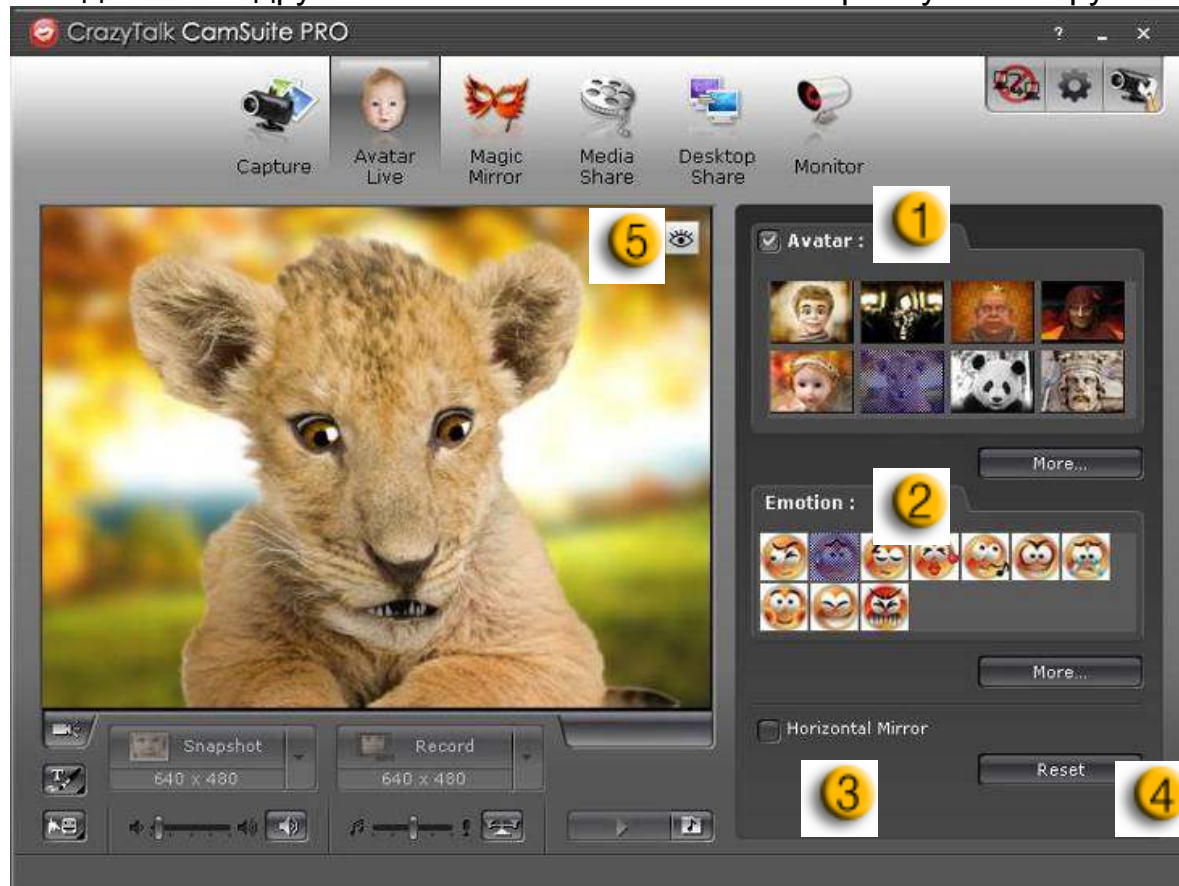 CrazyTalk CamSuite PRO
? - ×
Capture
Avatar Live
Magic Mirror
Media Share
Desktop Share
Monitor
5
1
Avatar :
More...
2
Emotion :
More...
Horizontal Mirror
Snapshot
Record
640 x 480
640 x 480
Reset
3
4